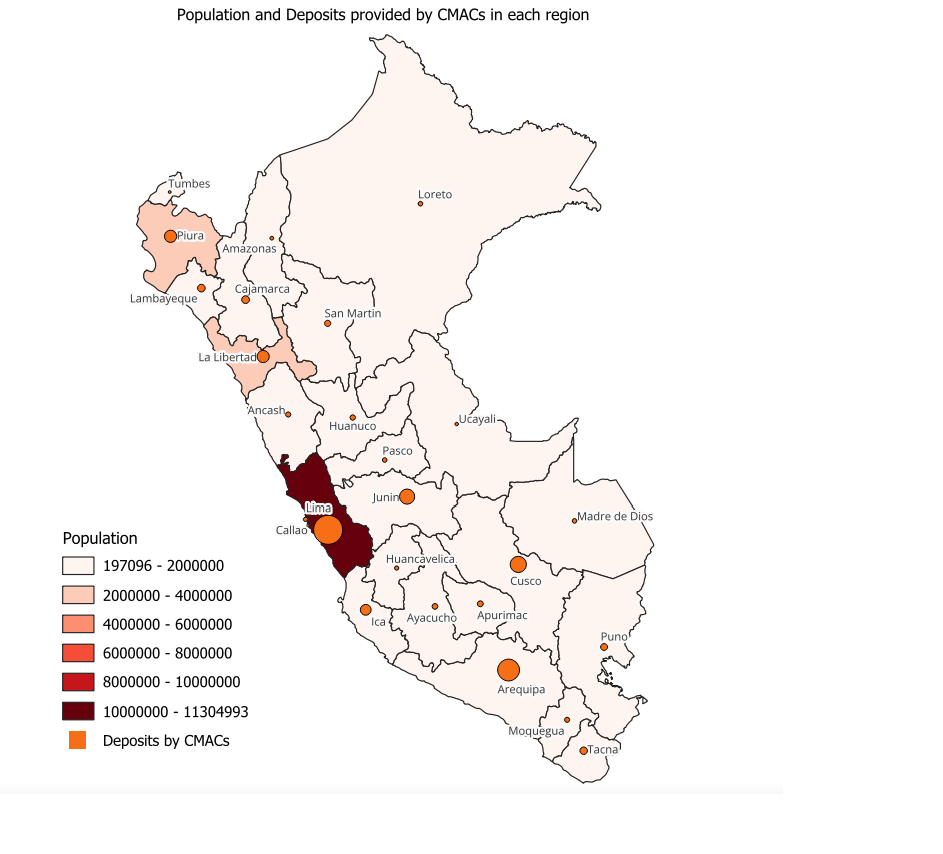 Population and Deposits provided by CMACs in each region
Tumbes
Loreto
Piura
Amazonas
Cajamarca
Lambayeque
San Martin
La Libertad
Ancash
Ucayali
Huanuco
Pasco
Junin
Lima
Madre de Dios
Callao
Huancavelica
Cusco
Apurimac
Ayacucho
Ica
Puno
Arequipa
Moquegua
Tacna
Population
197096 - 2000000
2000000 - 4000000
4000000 - 6000000
6000000 - 8000000
8000000 - 10000000
10000000 - 11304993
Deposits by CMACs